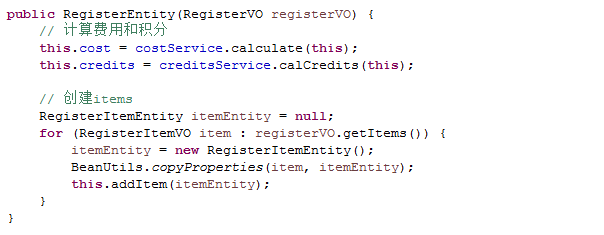 public RegisterEntity(RegisterVO registerVO) {
// 计算费用和积分
this.cost = costService.calculate(this);
this.credits = creditsService.calCredits(this);
// 创建items
RegisterItemEntity itemEntity = null;
for (RegisterItemVO item : registerVO.getItems()) {
itemEntity = new RegisterItemEntity();
BeanUtils.copyProperties(item, itemEntity);
this.addItem(itemEntity);
}
}